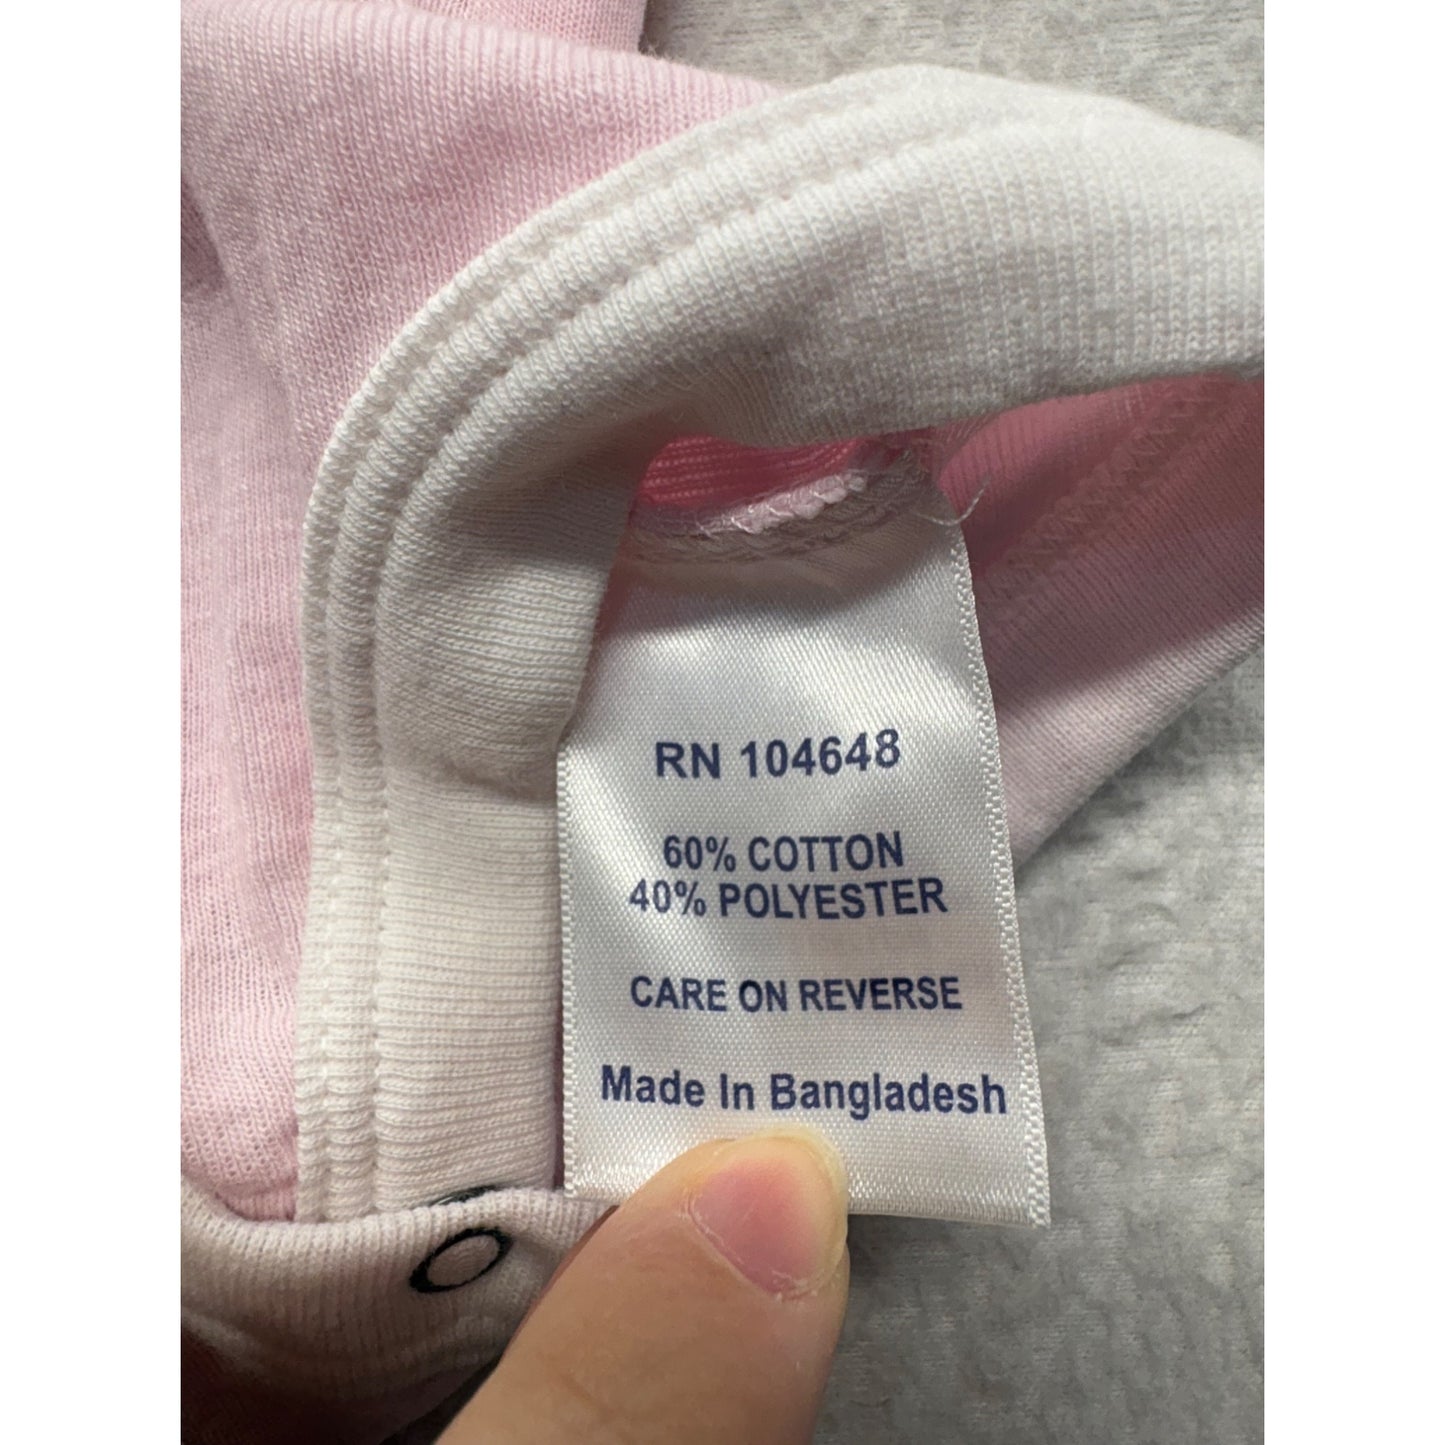 RN 104648
60% COTTON
40% POLYESTER
CARE ON REVERSE
Made In Bangladesh